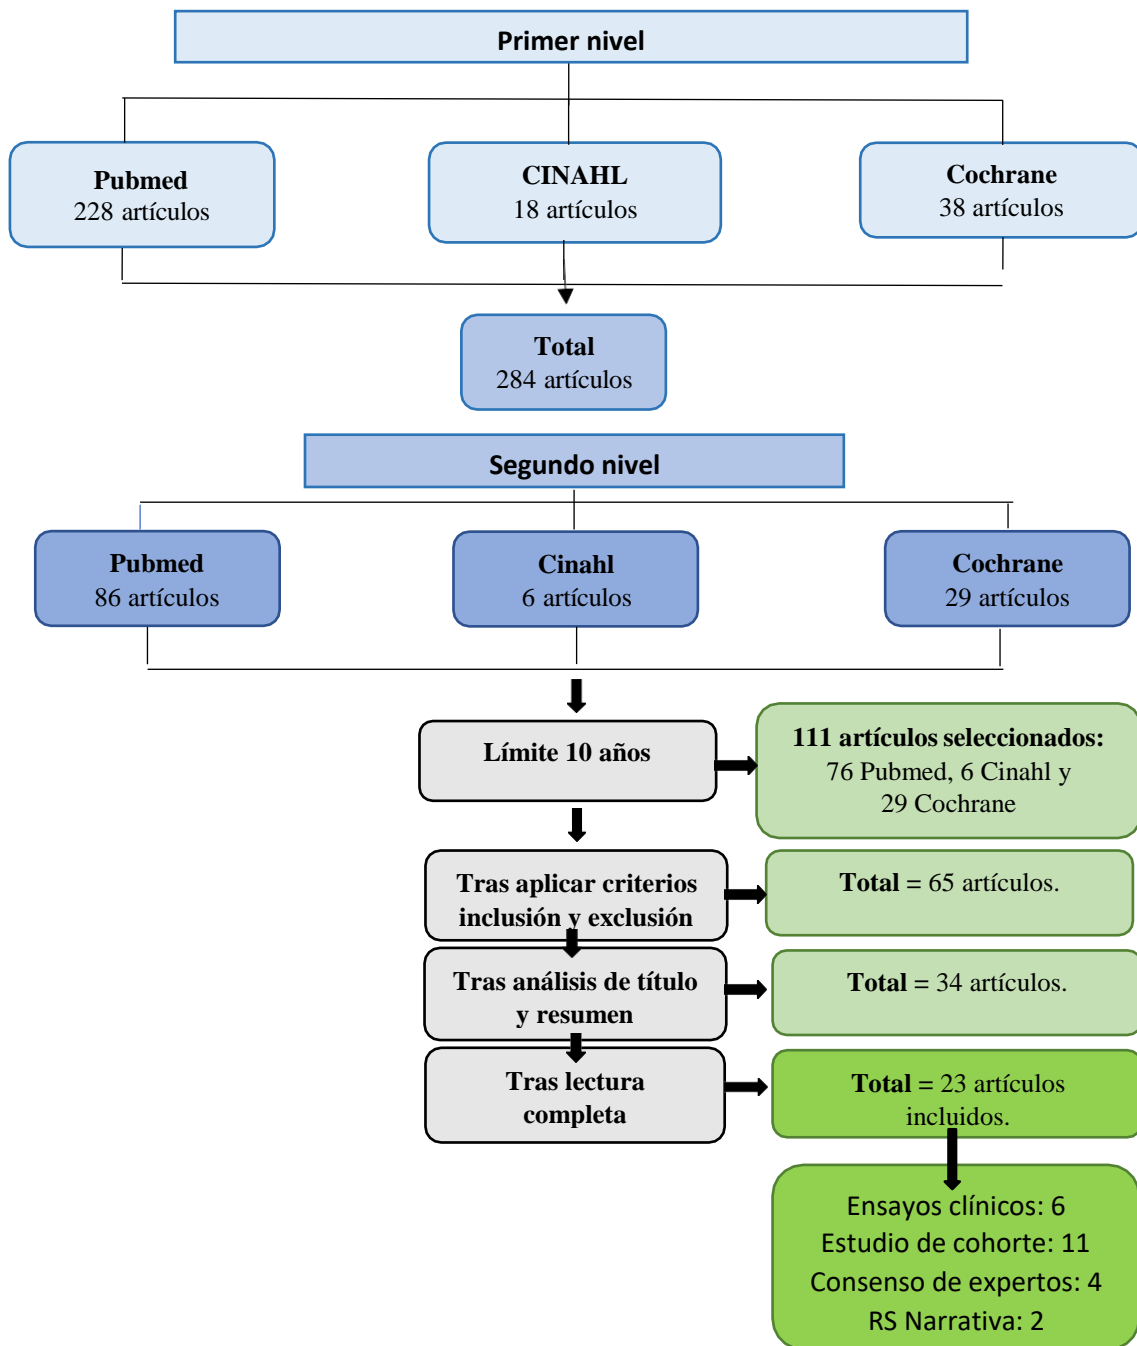 Primer nivel
Pubmed
228 artículos
CINAHL
18 artículos
Cochrane
38 artículos
Total
284 artículos
Segundo nivel
Pubmed
86 artículos
Cinahl
6 artículos
Cochrane
29 artículos
Límite 10 años
111 artículos seleccionados:
76 Pubmed, 6 Cinahl y
29 Cochrane
Tras aplicar criterios
inclusión y exclusión
Total = 65 artículos.
Tras análisis de título
y resumen
Total = 34 artículos.
Tras lectura
completa
Total = 23 artículos
incluidos.
Ensayos clínicos: 6
Estudio de cohorte: 11
Consenso de expertos: 4
RS Narrativa: 2